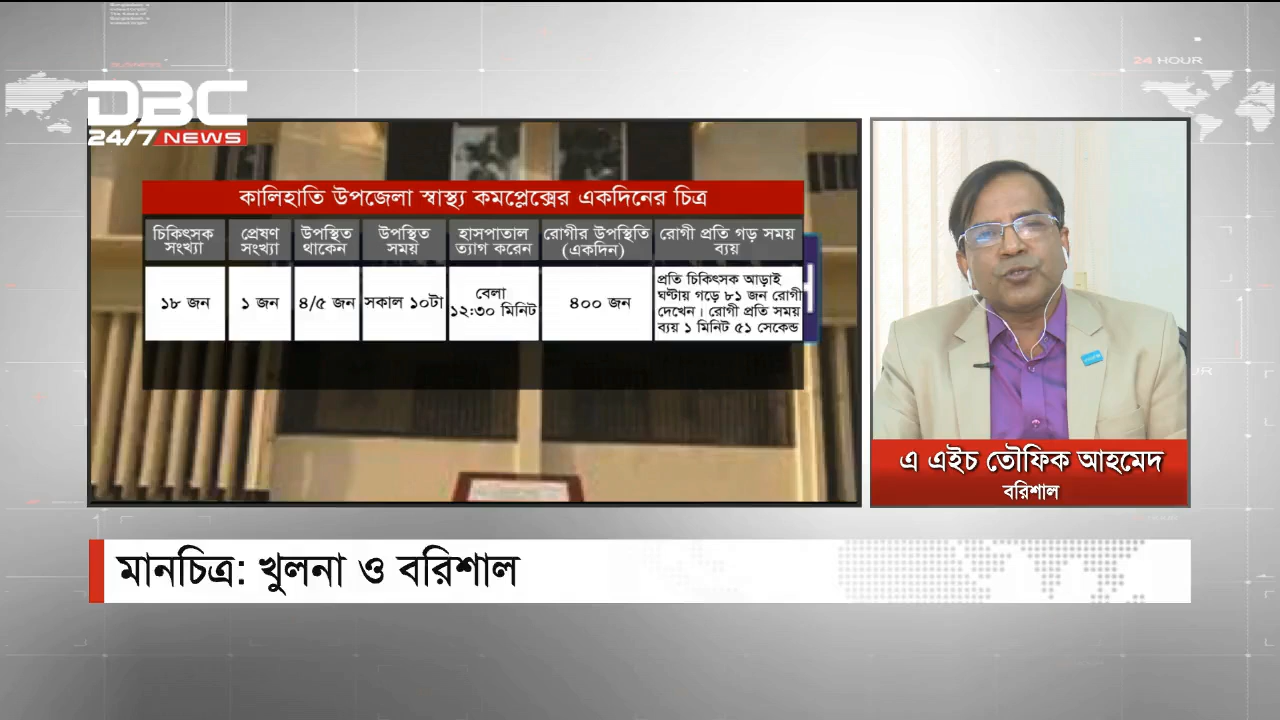 24 HOUR
DBC
24/7 NEWS
কালিহাতি উপজেলা স্বাস্থ্য কমপ্লেক্সের একদিনের চিত্র
চিকিৎসক সংখ্যা
প্রেষণ সংখ্যা
উপস্থিত থাকেন
উপস্থিত সময়
হাসপাতাল ত্যাগ করেন
রোগীর উপস্থিতি (একদিন)
রোগী প্রতি গড় সময় ব্যয়
১৮ জন
১ জন
৪/৫ জন
সকাল ১০টা
বেলা
১২:৩০ মিনিট
৪০০ জন
প্রতি চিকিৎসক আড়াই
ঘণ্টায় গড়ে ৮১ জন রোগী
দেখেন। রোগী প্রতি সময়
ব্যয় ১ মিনিট ৫১ সেকেন্ড
এ এইচ তৌফিক আহমেদ
বরিশাল
মানচিত্র: খুলনা ও বরিশাল